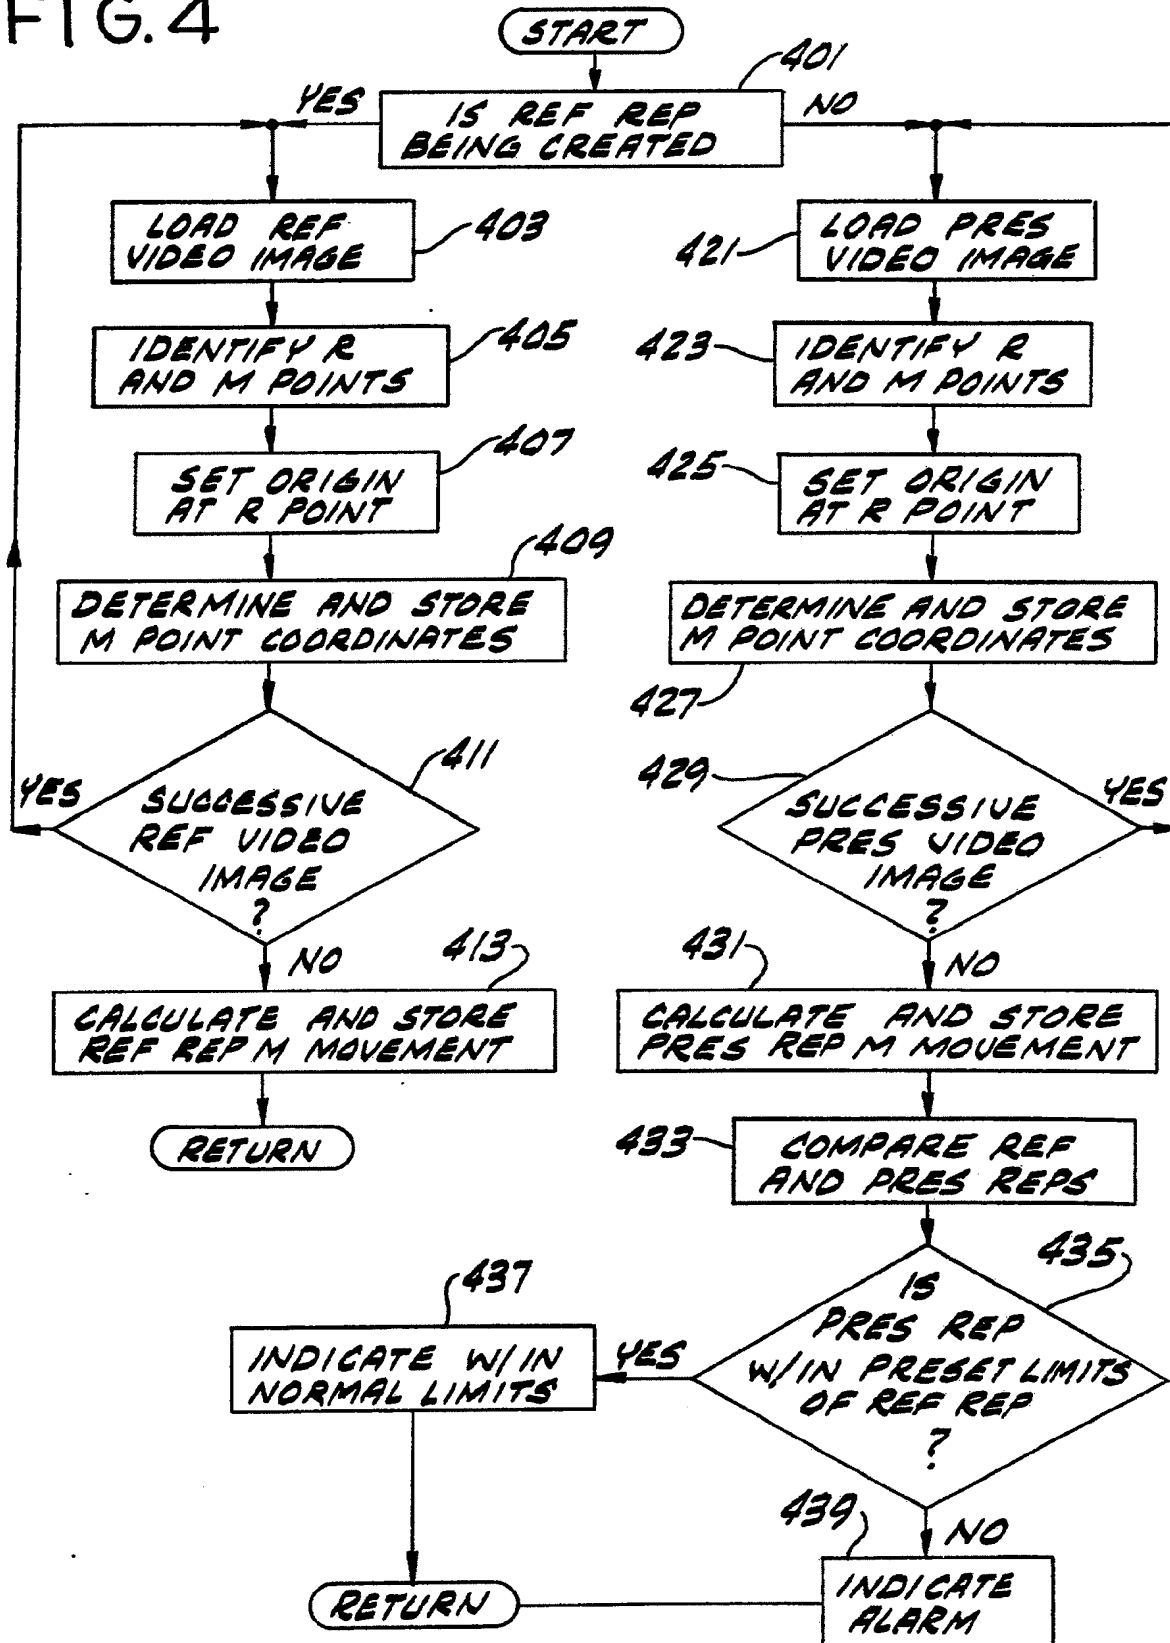 FIG. 4
START
401
YES
IS REF REP
BEING CREATED
NO
LOAD REF
VIDEO IMAGE
403
IDENTIFY R
AND M POINTS
405
SET ORIGIN
AT R POINT
407
DETERMINE AND STORE
M POINT COORDINATES
409
YES
SUCCESSIVE
REF VIDEO
IMAGE
?
411
NO
CALCULATE AND STORE
REF REP M MOVEMENT
413
RETURN
LOAD PRES
VIDEO IMAGE
421
IDENTIFY R
AND M POINTS
423
SET ORIGIN
AT R POINT
425
DETERMINE AND STORE
M POINT COORDINATES
427
429
SUCCESSIVE
PRES VIDEO
IMAGE
?
YES
NO
431
CALCULATE AND STORE
PRES REP M MOVEMENT
433
COMPARE REF
AND PRES REPS
435
IS
PRES REP
W/IN PRESET LIMITS
OF REF REP
?
YES
437
INDICATE W/IN
NORMAL LIMITS
NO
439
INDICATE
ALARM
RETURN